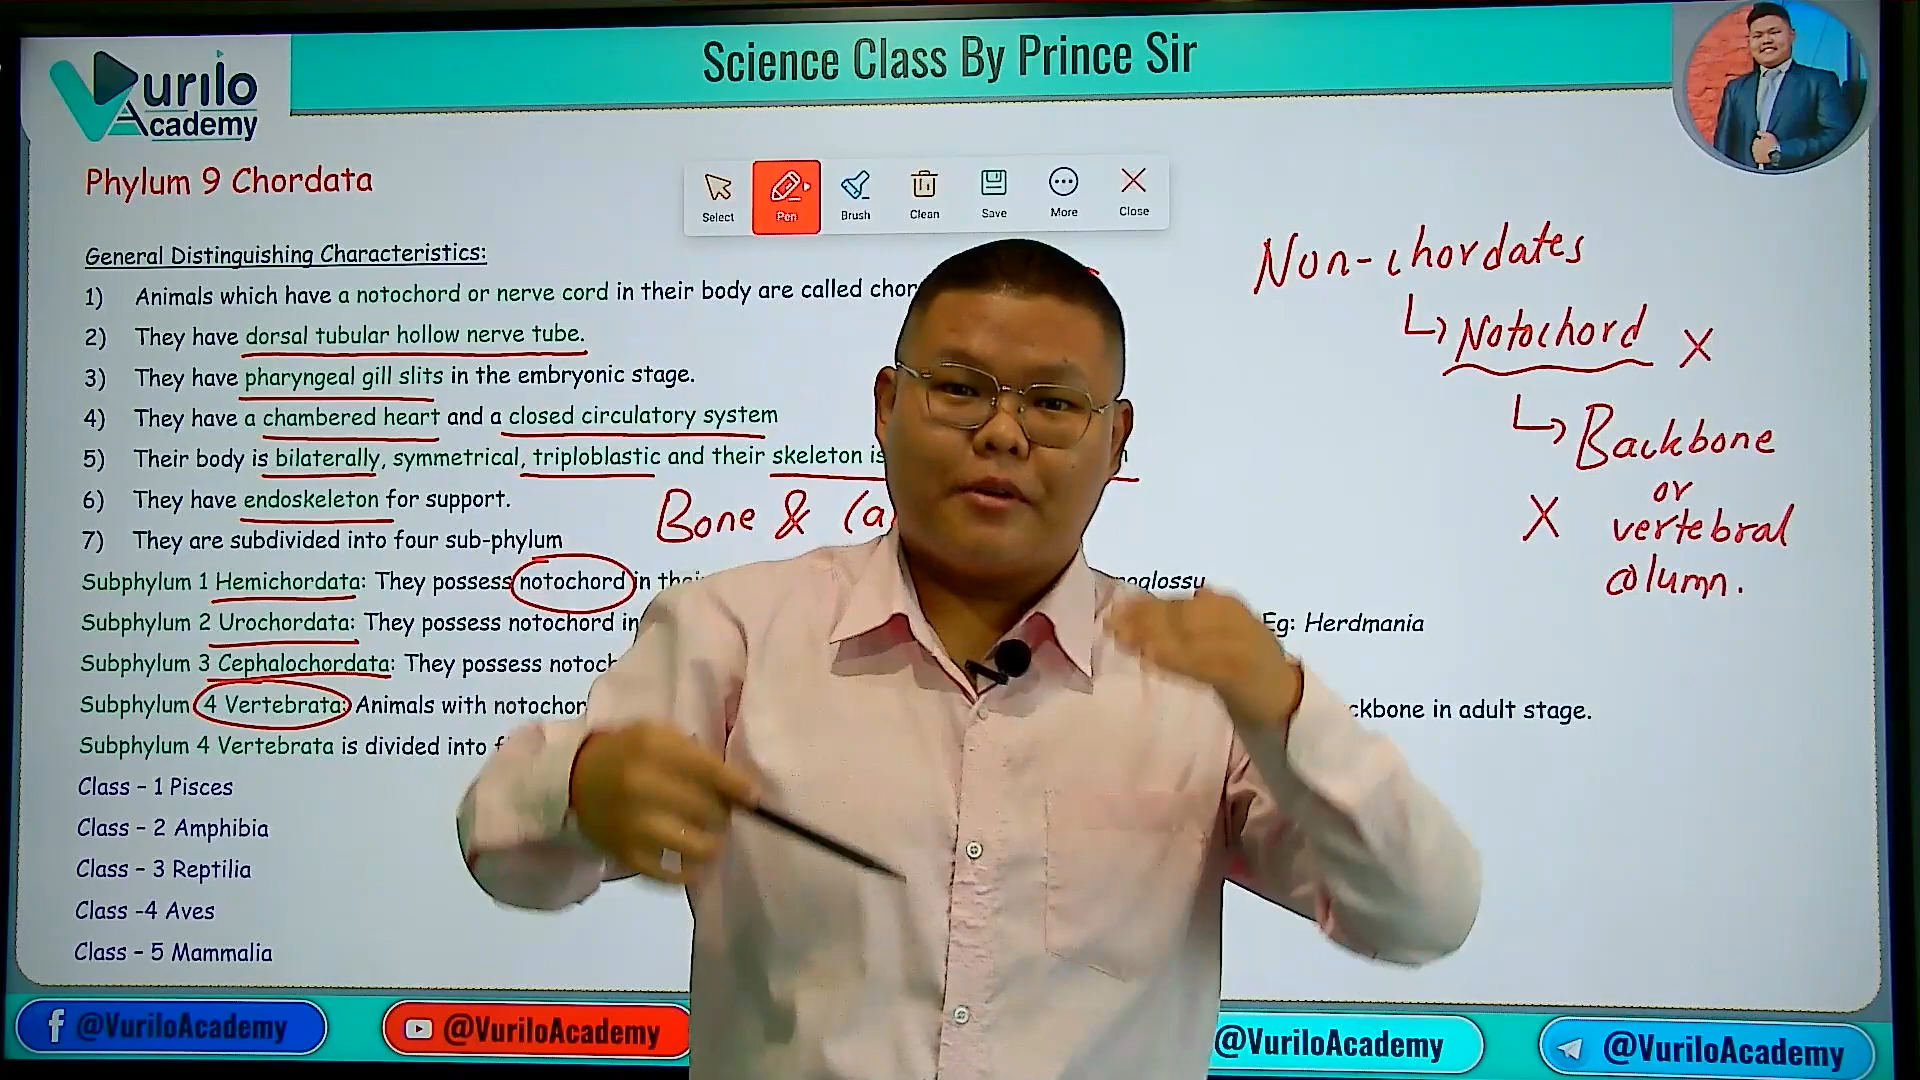 Vurilo
Academy
Science Class By Prince Sir
Phylum 9 Chordata
Select
Pen
Brush
Clean
Save
More
Close
General Distinguishing Characteristics:
1) Animals which have a notochord or nerve cord in their body are called
2) They have dorsal tubular hollow nerve tube.
3) They have pharyngeal gill slits in the embryonic stage.
4) They have a chambered heart and a closed circulatory system
5) Their body is bilaterally, symmetrical, triploblastic and their skeleton is
6) They have endoskeleton for support.
Bone &
7) They are subdivided into four sub-phylum
Subphylum 1 Hemichordata: They possess notochord in
Subphylum 2 Urochordata: They possess notochord in Eg: Herdmania
Subphylum 3 Cephalochordata: They possess
Subphylum 4 Vertebrata: Animals with in adult stage.
Subphylum 4 Vertebrata is divided into
Class - 1 Pisces
Class - 2 Amphibia
Class - 3 Reptilia
Class -4 Aves
Class - 5 Mammalia
Non-chordates
Notochord X
Backbone
or
X vertebral
column.
@VuriloAcademy
@VuriloAcademy
@VuriloAcademy
@VuriloAcademy